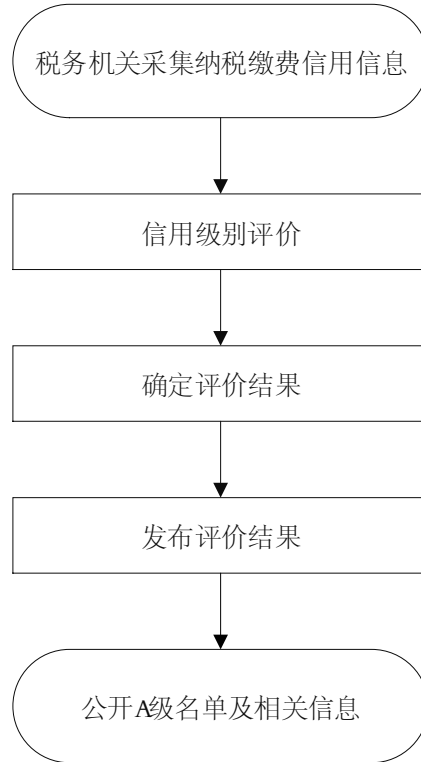 税务机关采集纳税缴费信用信息
信用级别评价
确定评价结果
发布评价结果
公开A级名单及相关信息